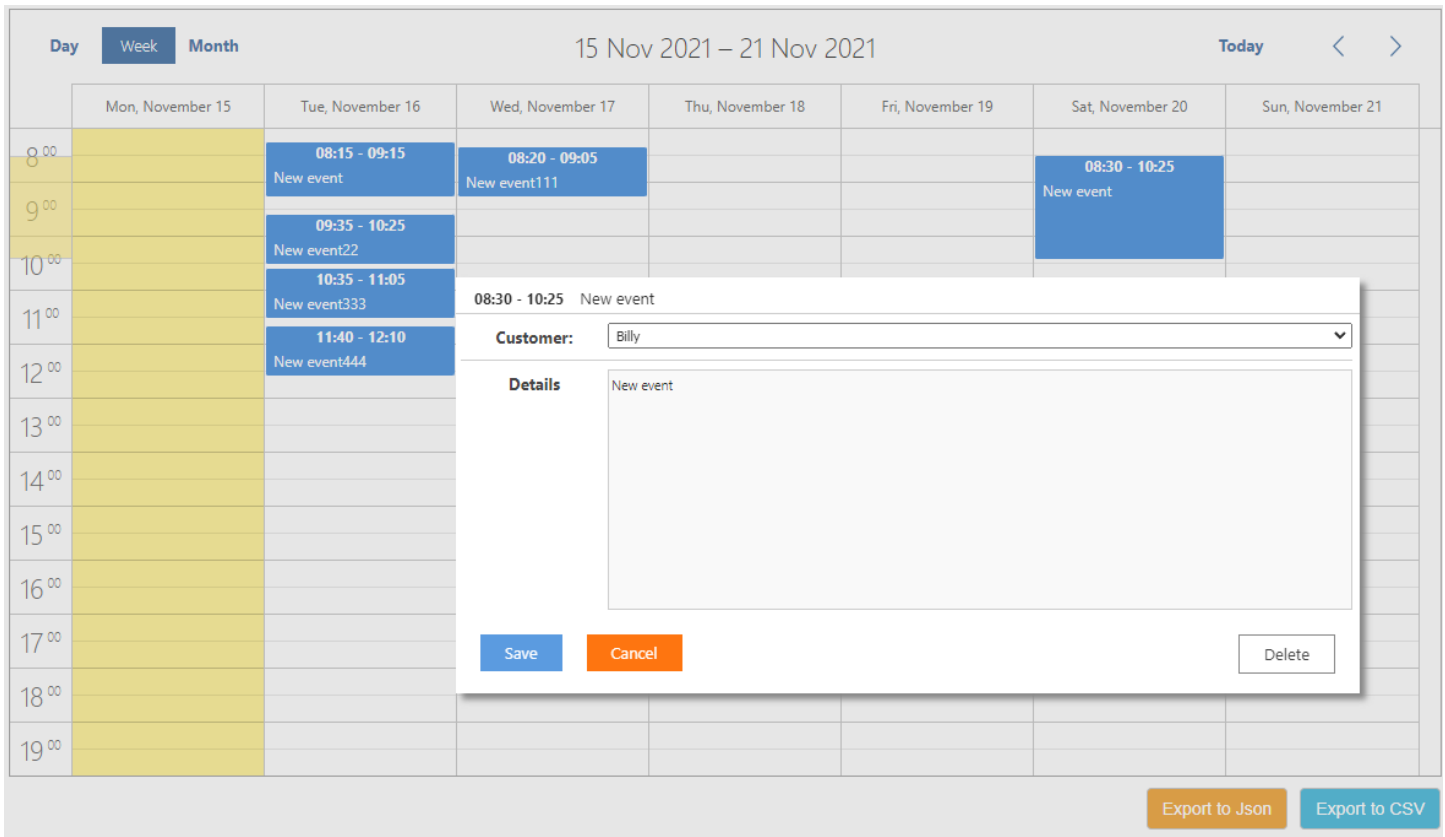 Day Week Month 15 Nov 2021 – 21 Nov 2021 Today
Mon, November 15 Tue, November 16 Wed, November 17 Thu, November 18 Fri, November 19 Sat, November 20 Sun, November 21
8 00
08:15 - 09:15
New event
08:20 - 09:05
New event111
08:30 - 10:25
New event
9 00
09:35 - 10:25
New event22
10 00
10:35 - 11:05
New event333
11 00
11:40 - 12:10
New event444
12 00
13 00
14 00
15 00
16 00
17 00
18 00
19 00
08:30 - 10:25 New event
Customer: Billy
Details New event
Save Cancel Delete
Export to Json Export to CSV